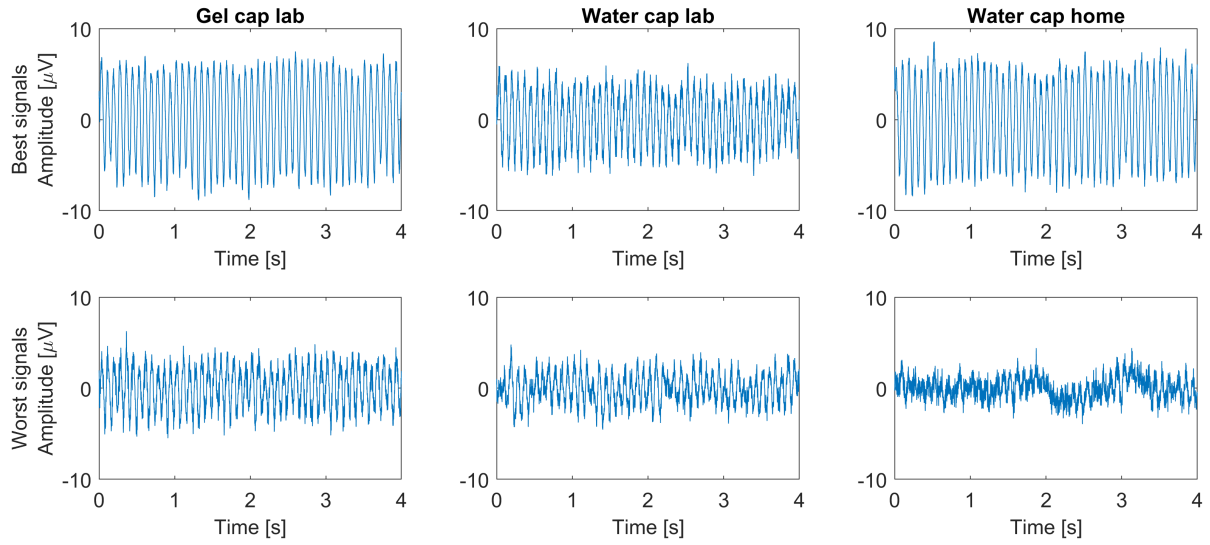 Gel cap lab
Water cap lab
Water cap home
Best signals
Amplitude [μV]
10
0
-10
0 1 2 3 4
Time [s]
10
0
-10
0 1 2 3 4
Time [s]
10
0
-10
0 1 2 3 4
Time [s]
Worst signals
Amplitude [μV]
10
0
-10
0 1 2 3 4
Time [s]
10
0
-10
0 1 2 3 4
Time [s]
10
0
-10
0 1 2 3 4
Time [s]